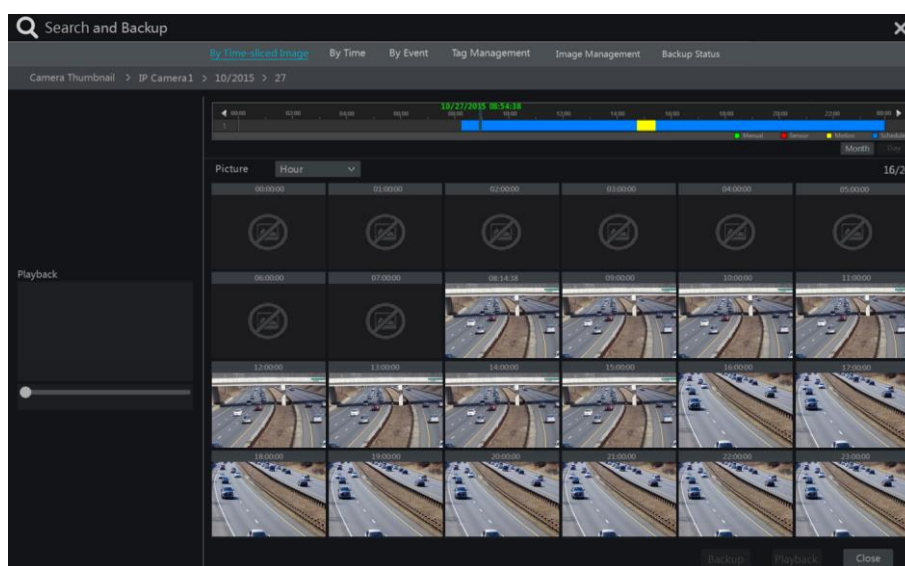 Search and Backup
By Time-sliced Image By Time By Event Tag Management Image Management Backup Status
Camera Thumbnail > IP Camera1 > 10/2015 > 27
10/27/2015 08:54:38
00:00 02:00 04:00 06:00 08:00 10:00 12:00 14:00 16:00 18:00 20:00 22:00 00:00
1
Manual Sensor Motion Schedule
Month Day
Picture Hour 16/2
00:00:00 01:00:00 02:00:00 03:00:00 04:00:00 05:00:00
06:00:00 07:00:00 08:14:38 09:00:00 10:00:00 11:00:00
Playback
12:00:00 13:00:00 14:00:00 15:00:00 16:00:00 17:00:00
18:00:00 19:00:00 20:00:00 21:00:00 22:00:00 23:00:00
Backup Playback Close